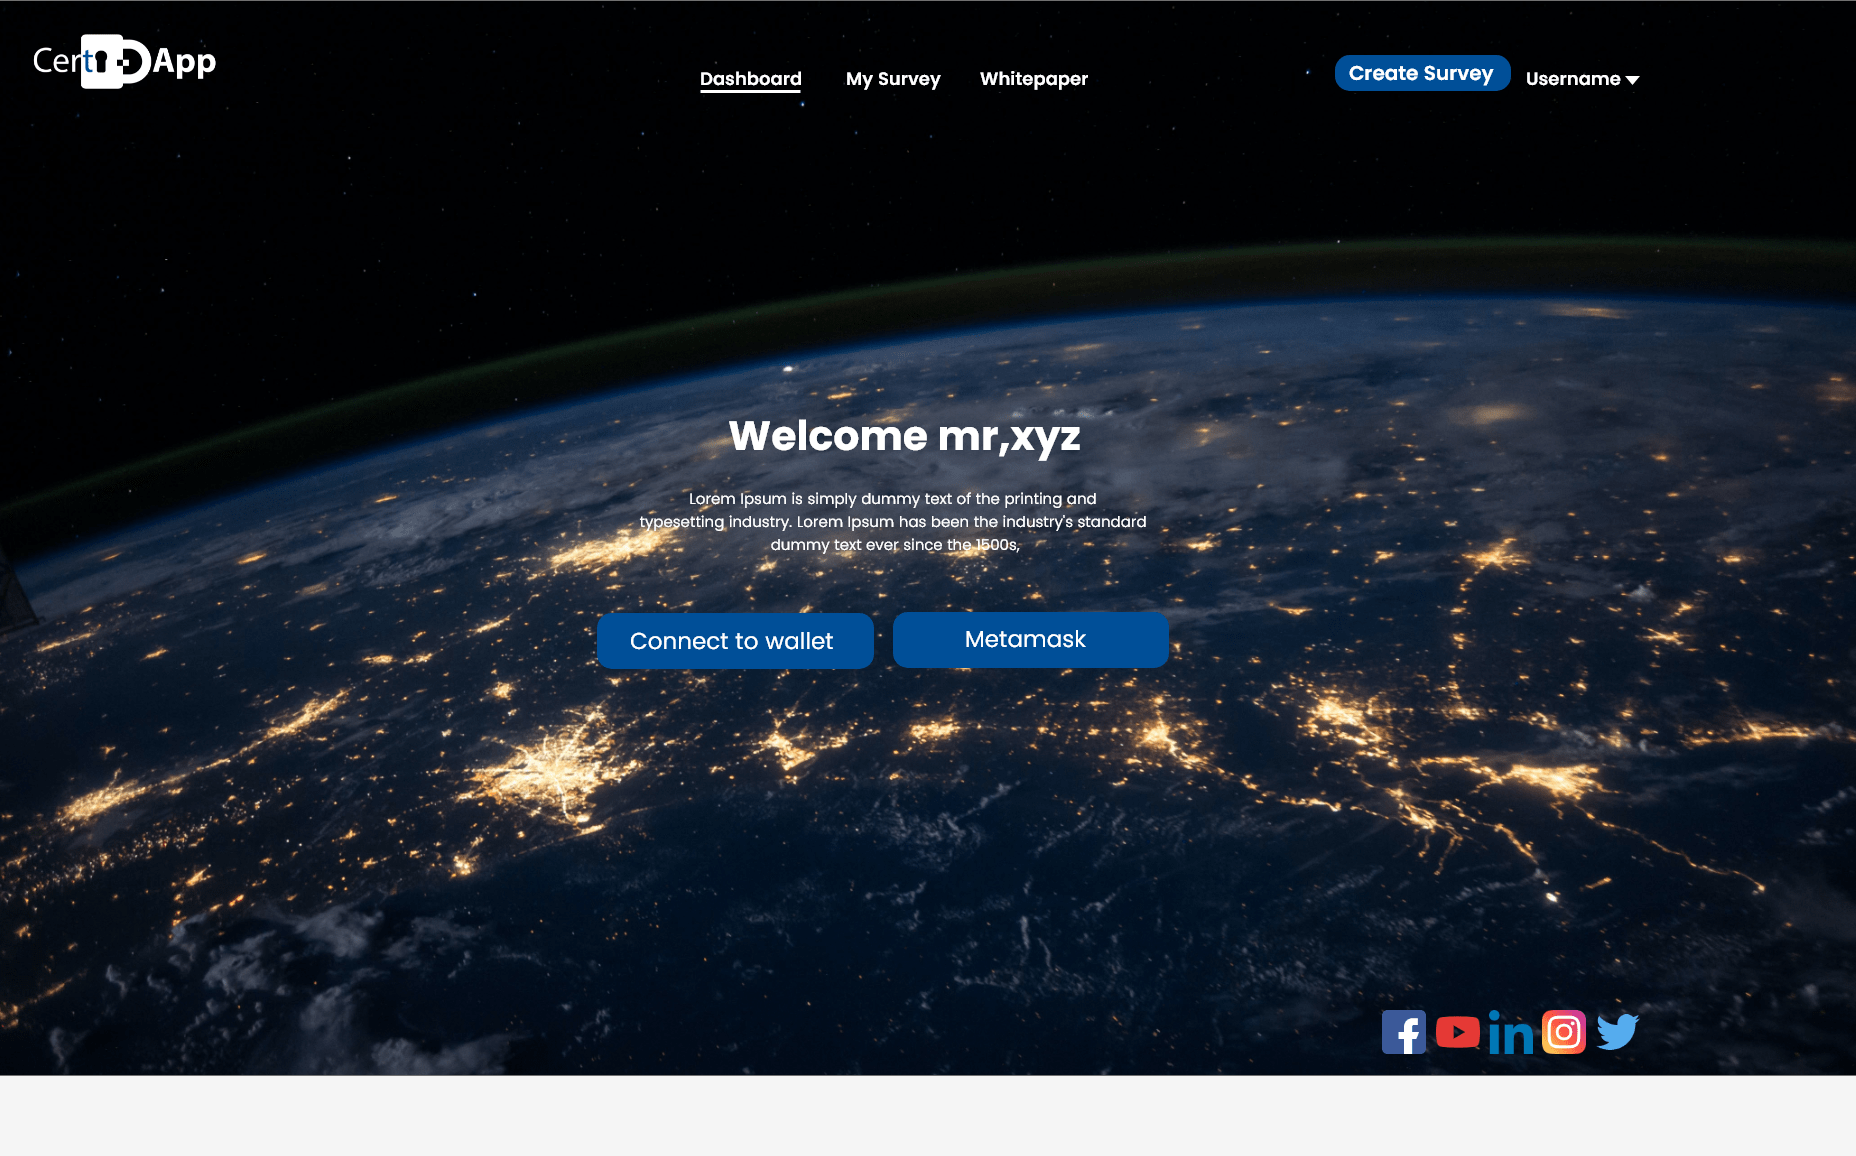 CertDApp
Dashboard
My Survey
Whitepaper
Create Survey
Username
Welcome mr,xyz
Lorem Ipsum is simply dummy text of the printing and
typesetting industry. Lorem Ipsum has been the industry's standard
dummy text ever since the 1500s,
Connect to wallet
Metamask
f
in